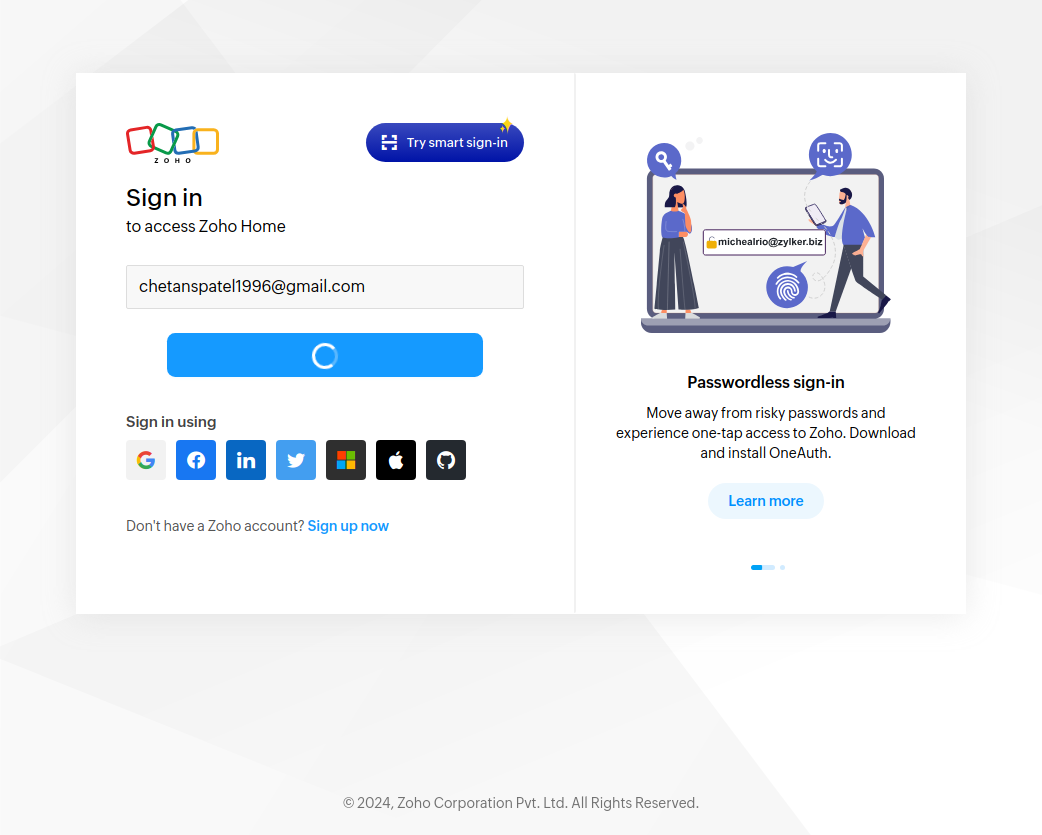 ZOHO
Try smart sign-in
Sign in
to access Zoho Home
chetanspatel1996@gmail.com
Sign in using
Don't have a Zoho account? Sign up now
michealrio@zylker.biz
Passwordless sign-in
Move away from risky passwords and
experience one-tap access to Zoho. Download
and install OneAuth.
Learn more
© 2024, Zoho Corporation Pvt. Ltd. All Rights Reserved.